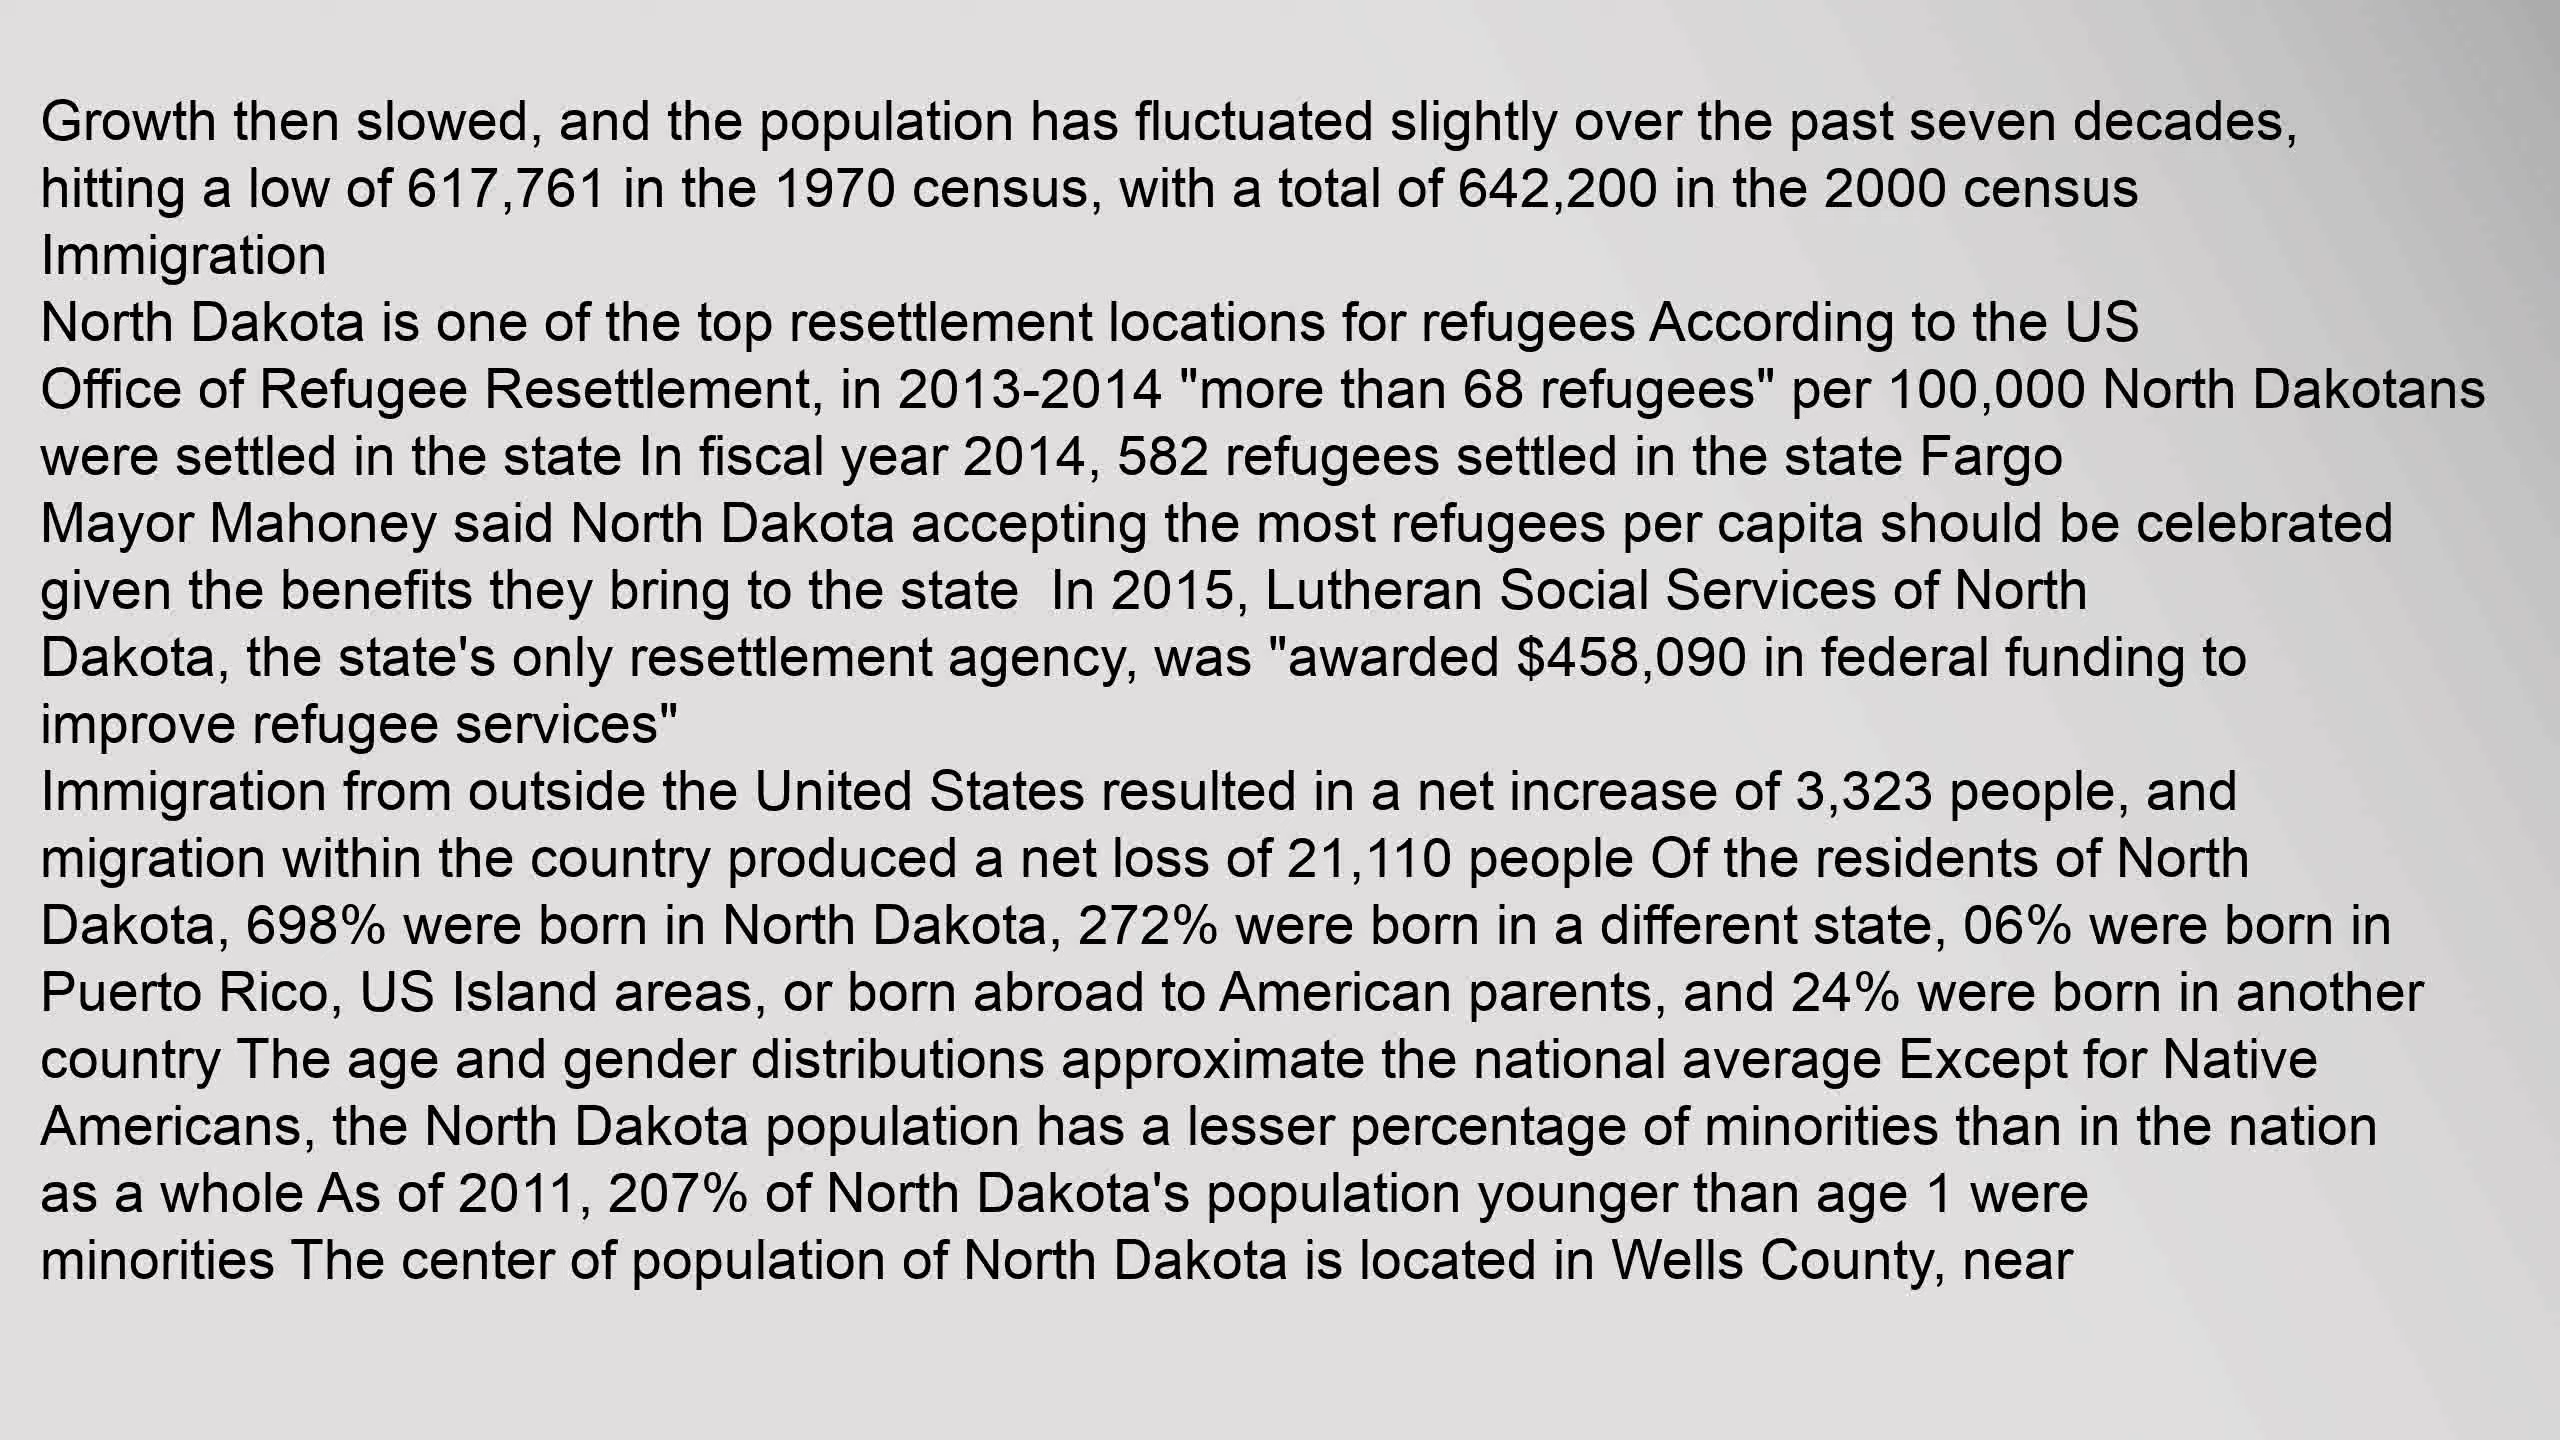 Growth then slowed, and the population has fluctuated slightly over the past seven decades,
hitting a low of 617,761 in the 1970 census, with a total of 642,200 in the 2000 census
Immigration
North Dakota is one of the top resettlement locations for refugees According to the US
Office of Refugee Resettlement, in 2013-2014 "more than 68 refugees" per 100,000 North Dakotans
were settled in the state In fiscal year 2014, 582 refugees settled in the state Fargo
Mayor Mahoney said North Dakota accepting the most refugees per capita should be celebrated
given the benefits they bring to the state  In 2015, Lutheran Social Services of North
Dakota, the state's only resettlement agency, was "awarded $458,090 in federal funding to
improve refugee services"
Immigration from outside the United States resulted in a net increase of 3,323 people, and
migration within the country produced a net loss of 21,110 people Of the residents of North
Dakota, 698% were born in North Dakota, 272% were born in a different state, 06% were born in
Puerto Rico, US Island areas, or born abroad to American parents, and 24% were born in another
country The age and gender distributions approximate the national average Except for Native
Americans, the North Dakota population has a lesser percentage of minorities than in the nation
as a whole As of 2011, 207% of North Dakota's population younger than age 1 were
minorities The center of population of North Dakota is located in Wells County, near